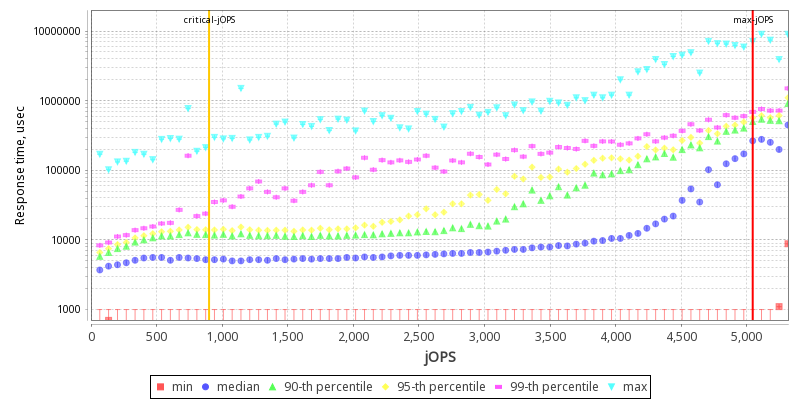 critical-jOPS max-jOPS
10000000
1000000
100000
10000
1000
Response time, usec
0 500 1,000 1,500 2,000 2,500 3,000 3,500 4,000 4,500 5,000
jOPS
min median 90-th percentile 95-th percentile 99-th percentile max